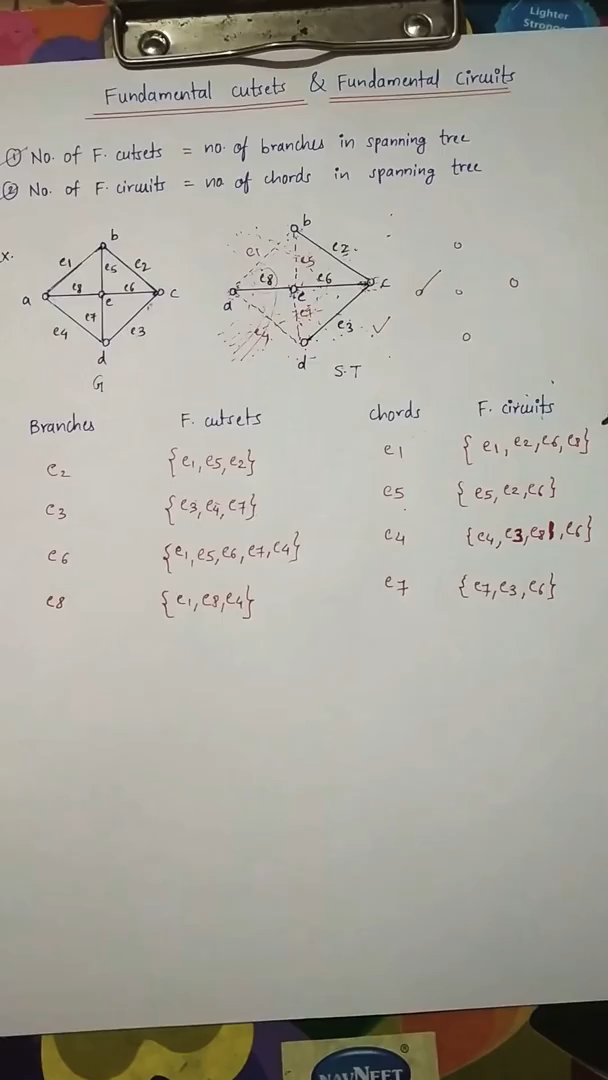 Lighter
Fundamental cutsets & Fundamental Circuits
① No. of F. cutsets = no. of branches in spanning tree
② No. of F. circuits = no of chords in spanning tree
x.
b
e1 e5 e2
a e8 e e6 c
e4 e7 e3
d
G
b
e1 e5 e2
a e8 e e6 c
e4 e7 e3
d
S.T
Branches F. cutsets chords F. circuits
e2 {e1, e5, e2} e1 {e1, e2, e6, e8}
e3 {e3, e4, e7} e5 {e5, e2, e6}
e6 {e1, e5, e6, e7, e4} e4 {e4, e3, e8, e6}
e8 {e1, e8, e4} e7 {e7, e3, e6}
NAVNEET